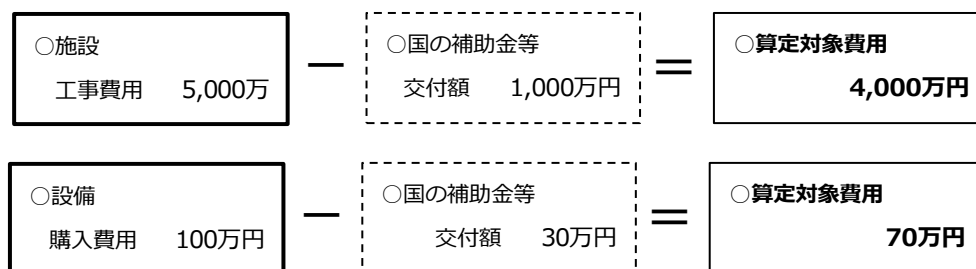 ○施設
工事費用 5,000万
－
○国の補助金等
交付額 1,000万円
＝
○算定対象費用
4,000万円
○設備
購入費用 100万円
－
○国の補助金等
交付額 30万円
＝
○算定対象費用
70万円